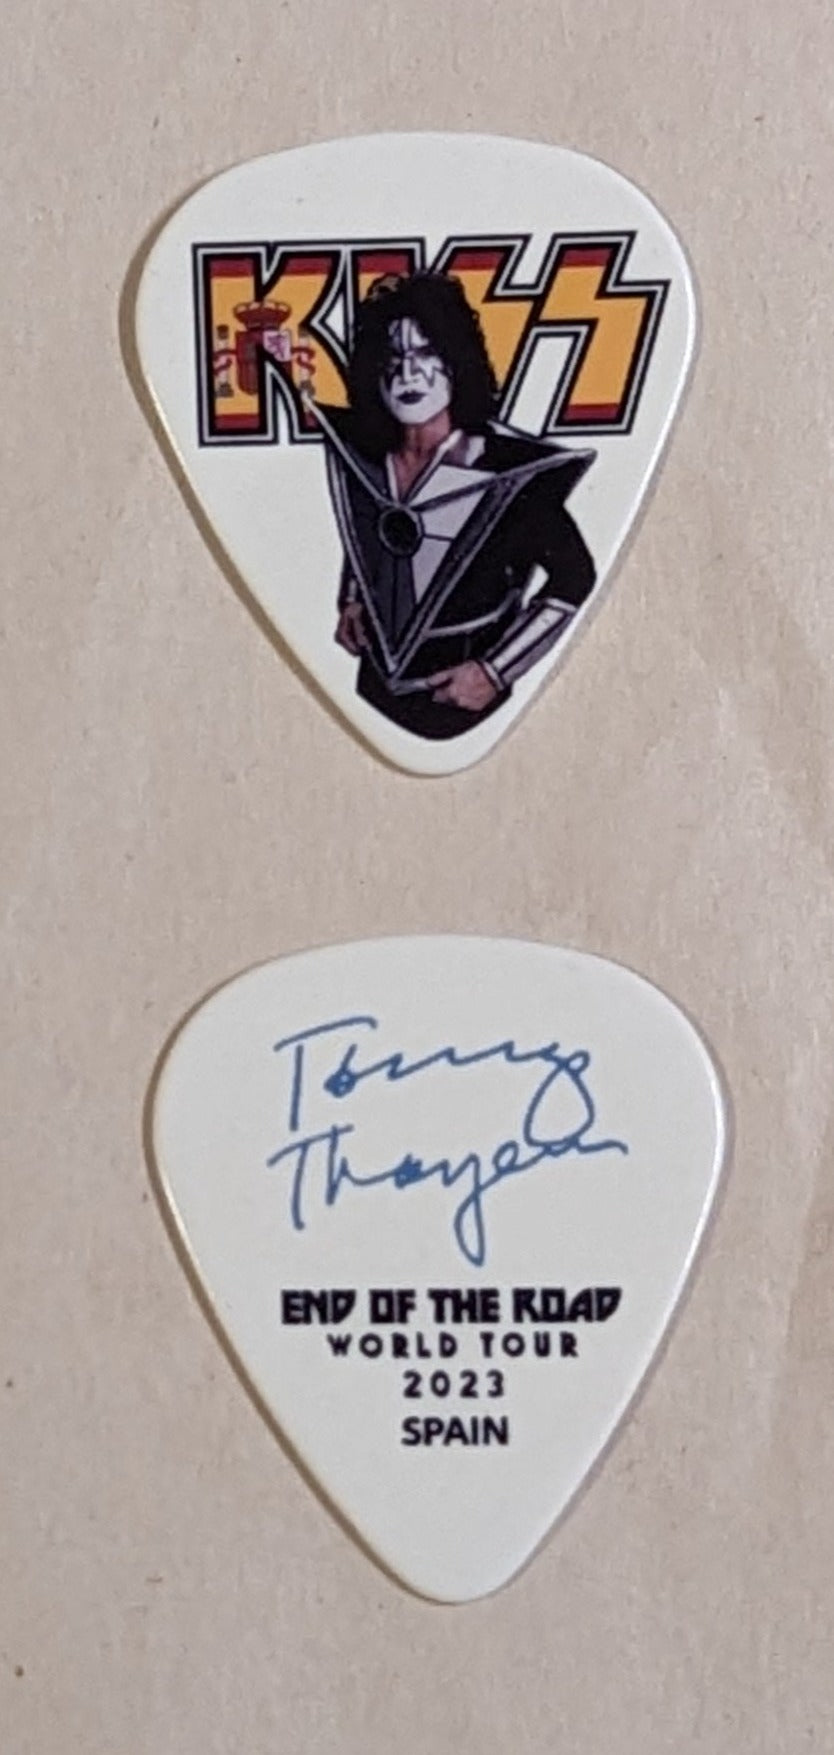 KISS
Tommy
Thayer
END OF THE ROAD
WORLD TOUR
2023
SPAIN